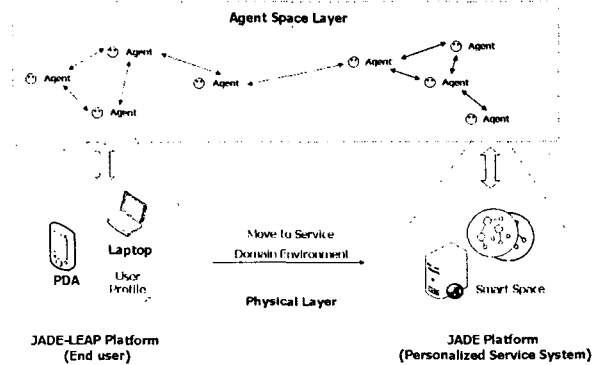 Agent Space Layer
Agent
Agent
Agent
Agent
Agent
Agent
Agent
Agent
Laptop
PDA
User
Profile
Move to Service
Domain Environment
Physical Layer
Smart Space
JADE-LEAP Platform
(End user)
JADE Platform
(Personalized Service System)